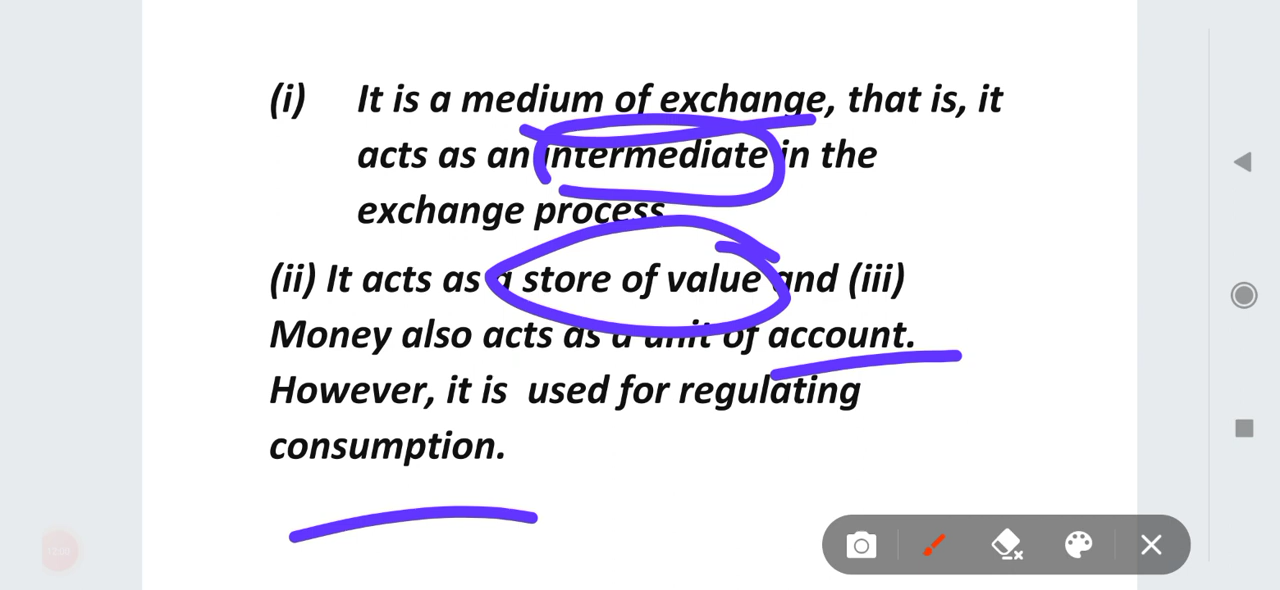 (i) It is a medium of exchange, that is, it
acts as an intermediate in the
exchange process
(ii) It acts as a store of value and (iii)
Money also acts as a unit of account.
However, it is used for regulating
consumption.